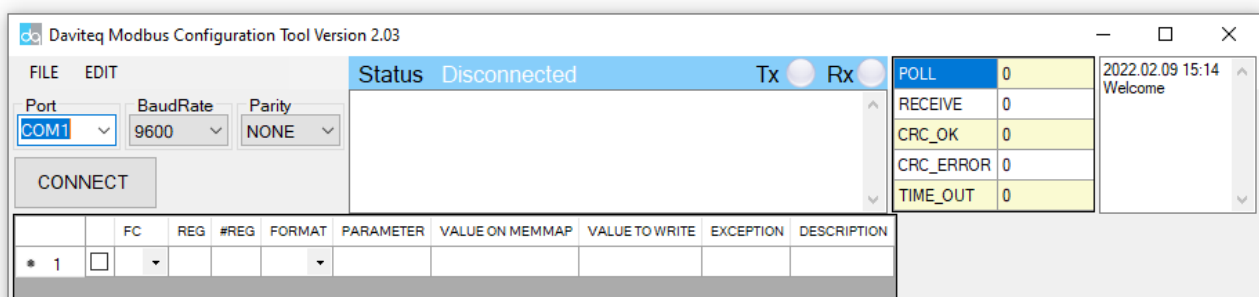 dq Daviteq Modbus Configuration Tool Version 2.03
FILE EDIT
Port BaudRate Parity
COM1 9600 NONE
CONNECT
Status Disconnected Tx Rx
POLL 0
RECEIVE 0
CRC_OK 0
CRC_ERROR 0
TIME_OUT 0
2022.02.09 15:14
Welcome
FC REG #REG FORMAT PARAMETER VALUE ON MEMMAP VALUE TO WRITE EXCEPTION DESCRIPTION
* 1